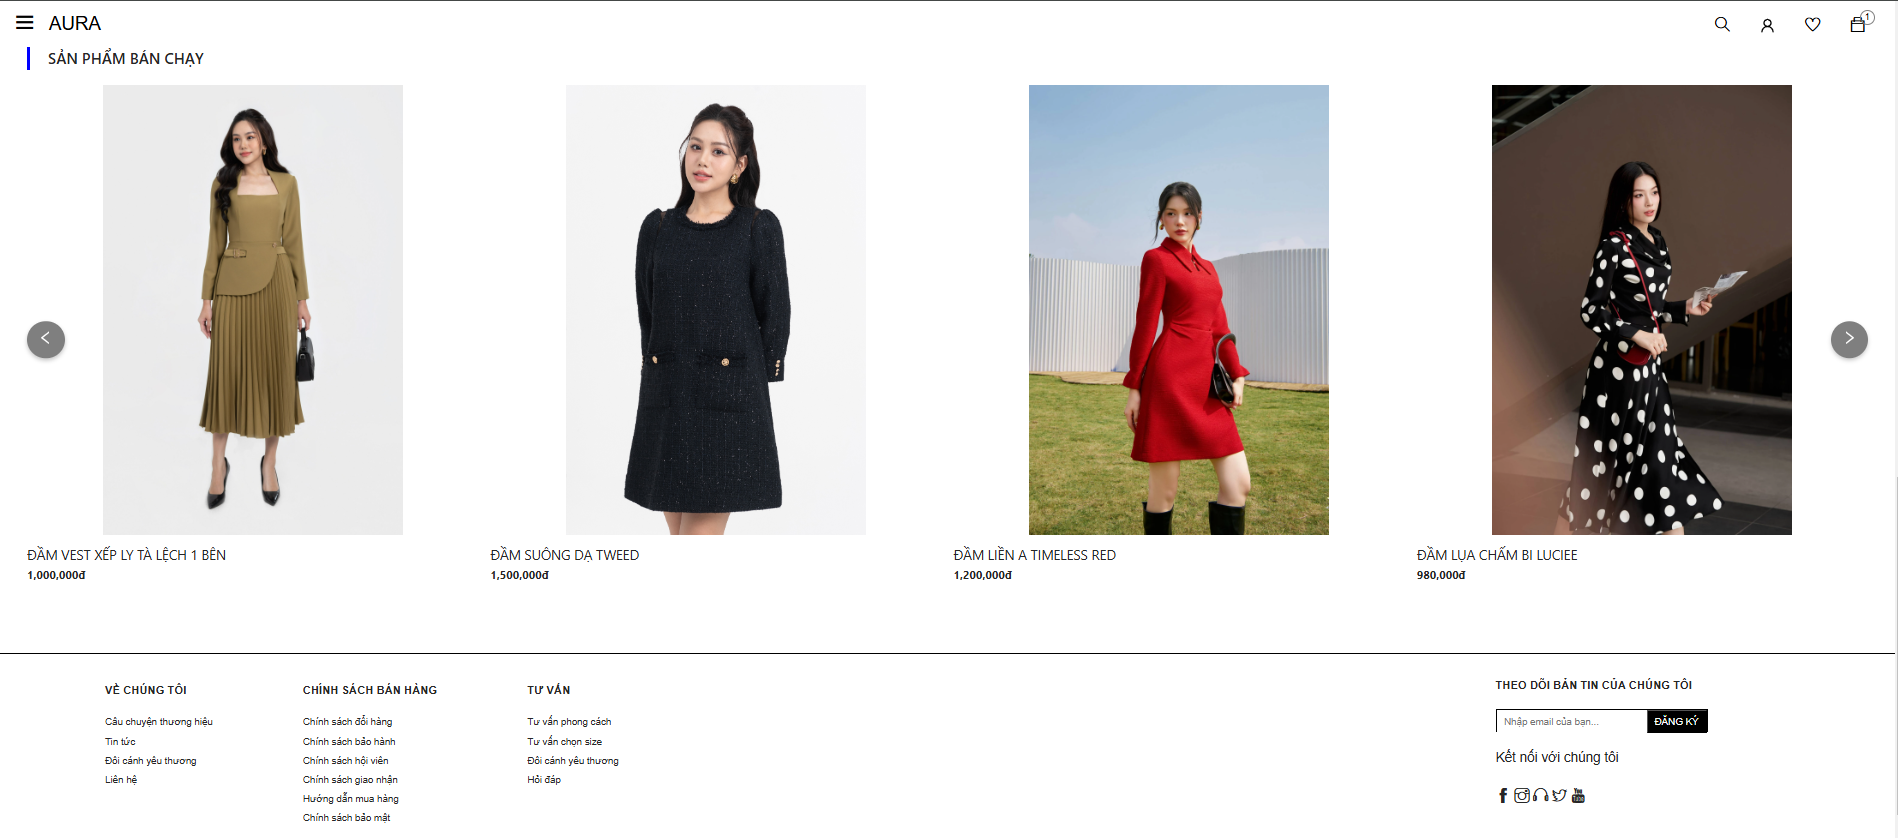 AURA
1
SẢN PHẨM BÁN CHẠY
ĐẦM VEST XẾP LY TÀ LỆCH 1 BÊN
1,000,000đ
ĐẦM SUÔNG DẠ TWEED
1,500,000đ
ĐẦM LIỀN A TIMELESS RED
1,200,000đ
ĐẦM LỤA CHẤM BI LUCIEE
980,000đ
VỀ CHÚNG TÔI
Câu chuyện thương hiệu
Tin tức
Đôi cánh yêu thương
Liên hệ
CHÍNH SÁCH BÁN HÀNG
Chính sách đổi hàng
Chính sách bảo hành
Chính sách hội viên
Chính sách giao nhận
Hướng dẫn mua hàng
Chính sách bảo mật
TƯ VẤN
Tư vấn phong cách
Tư vấn chọn size
Đôi cánh yêu thương
Hỏi đáp
THEO DÕI BẢN TIN CỦA CHÚNG TÔI
Nhập email của bạn...
ĐĂNG KÝ
Kết nối với chúng tôi
You
Tube